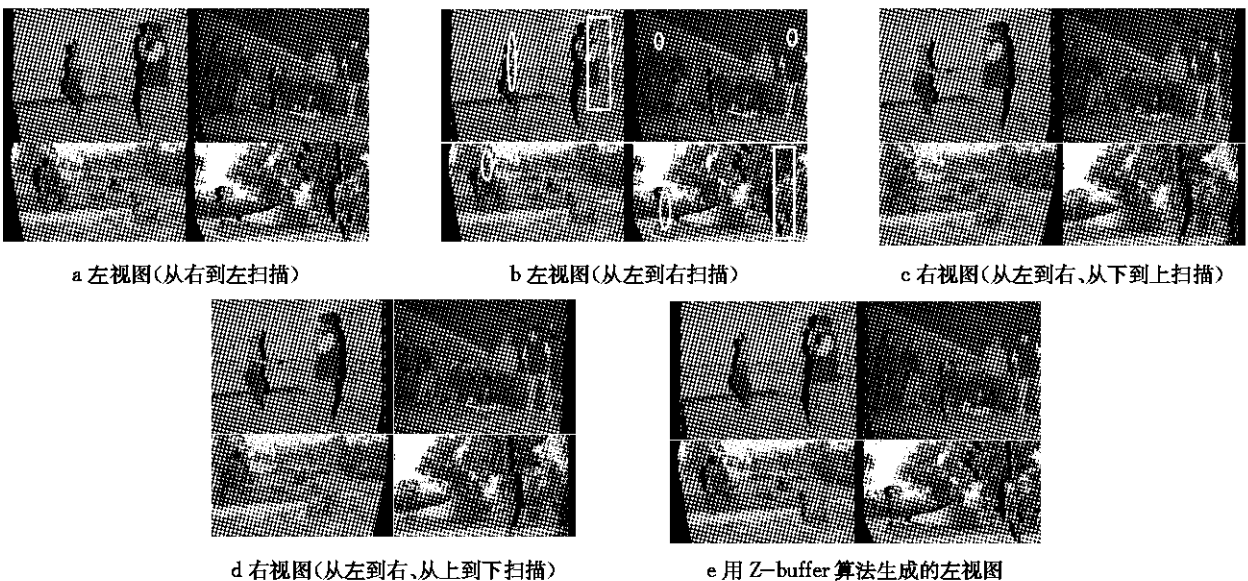 a 左视图(从右到左扫描)
b 左视图(从左到右扫描)
c 右视图(从左到右、从下到上扫描)
d 右视图(从左到右、从上到下扫描)
e 用 Z-buffer 算法生成的左视图